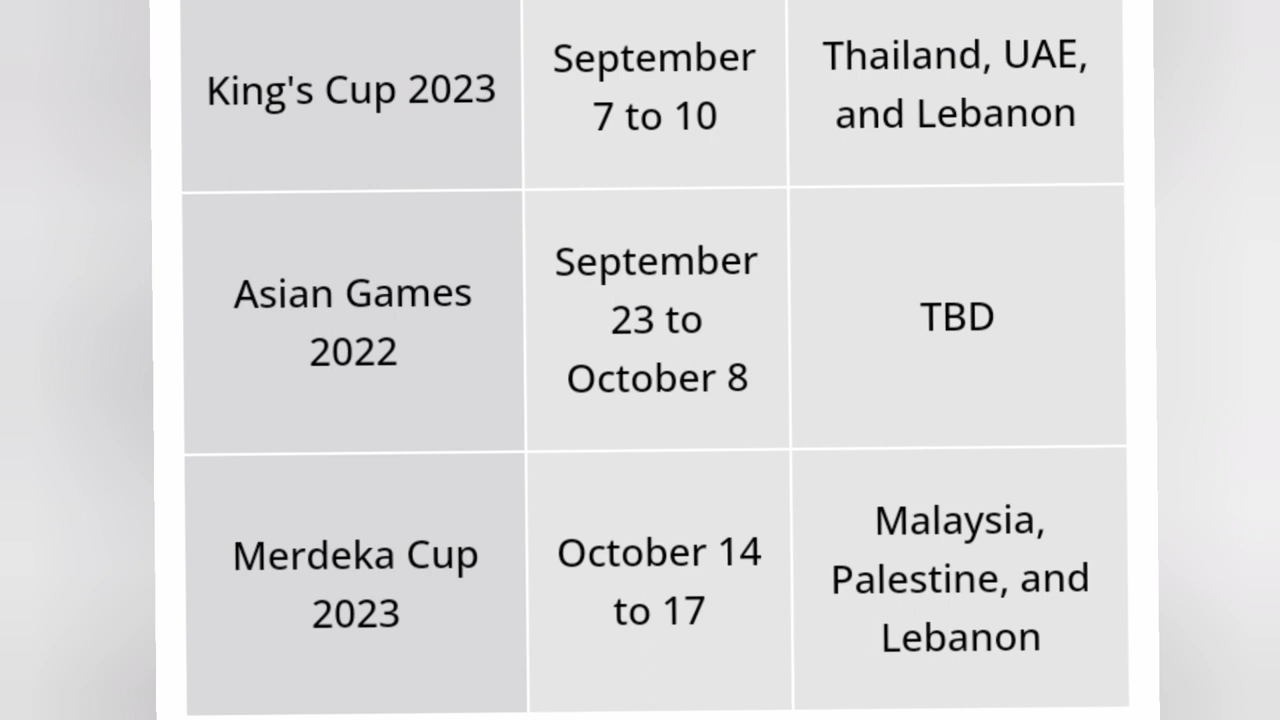 King's Cup 2023
September
7 to 10
Thailand, UAE,
and Lebanon
Asian Games
2022
September
23 to
October 8
TBD
Merdeka Cup
2023
October 14
to 17
Malaysia,
Palestine, and
Lebanon